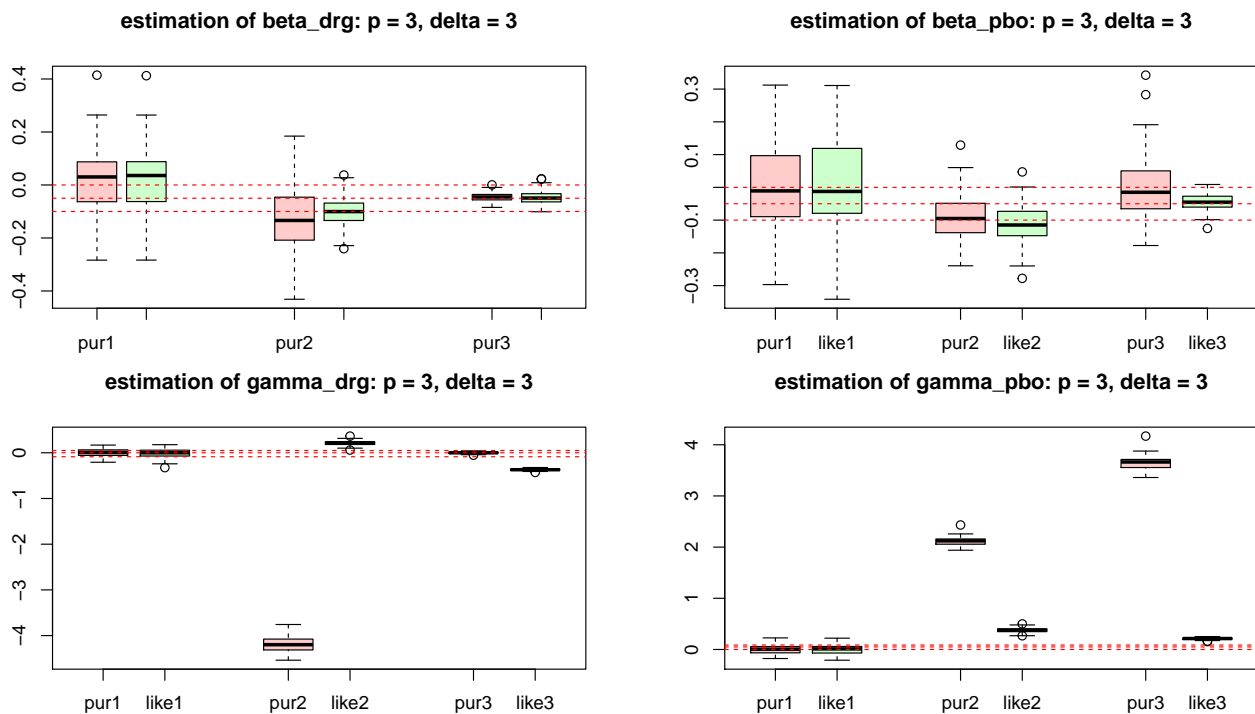 estimation of beta_drg: p = 3, delta = 3
0.4
0.2
0.0
−0.2
−0.4
pur1 pur2 pur3
estimation of beta_pbo: p = 3, delta = 3
0.3
0.1
−0.1
−0.3
pur1 like1 pur2 like2 pur3 like3
estimation of gamma_drg: p = 3, delta = 3
0
−1
−2
−3
−4
pur1 like1 pur2 like2 pur3 like3
estimation of gamma_pbo: p = 3, delta = 3
4
3
2
1
0
pur1 like1 pur2 like2 pur3 like3